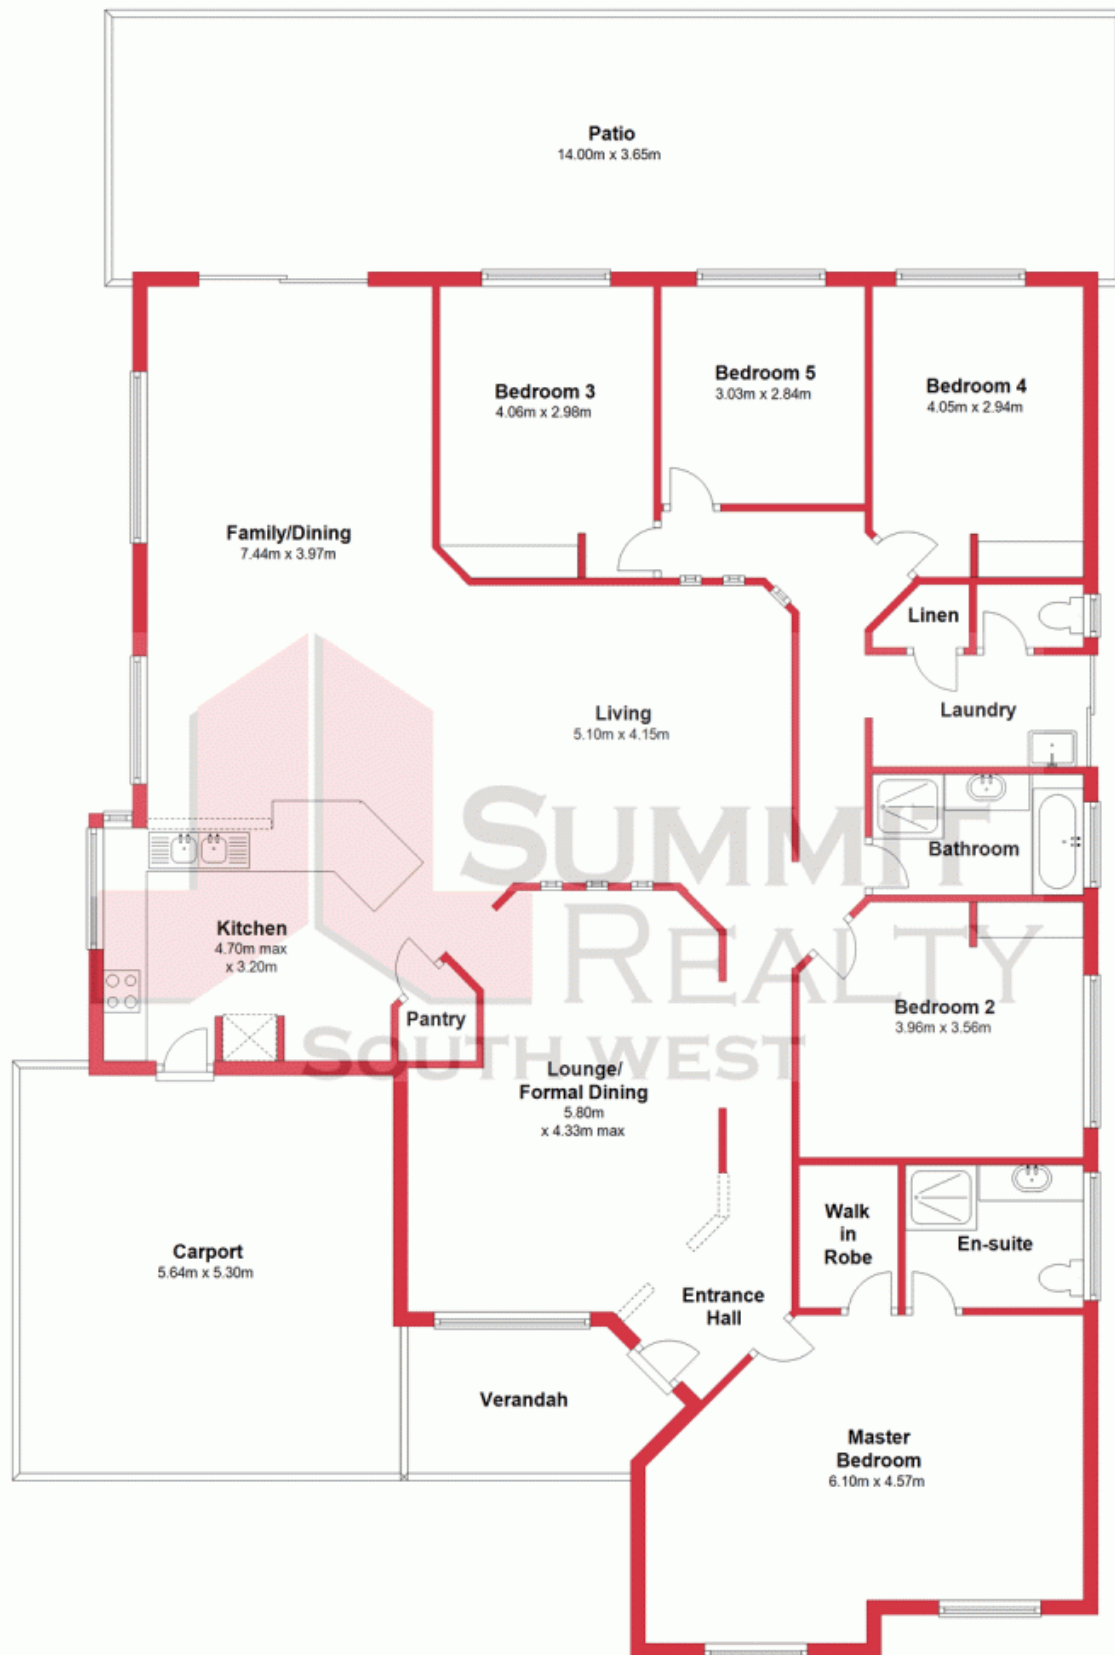 Patio
14.00m x 3.65m
Bedroom 3
4.06m x 2.98m
Bedroom 5
3.03m x 2.84m
Bedroom 4
4.05m x 2.94m
Family/Dining
7.44m x 3.97m
Linen
Living
5.10m x 4.15m
Laundry
SUMMIT
REALTY
SOUTH WEST
Bathroom
Kitchen
4.70m max
x 3.20m
Pantry
Bedroom 2
3.96m x 3.56m
Lounge/
Formal Dining
5.80m
x 4.33m max
Carport
5.64m x 5.30m
Walk
in
Robe
En-suite
Entrance
Hall
Verandah
Master
Bedroom
6.10m x 4.57m